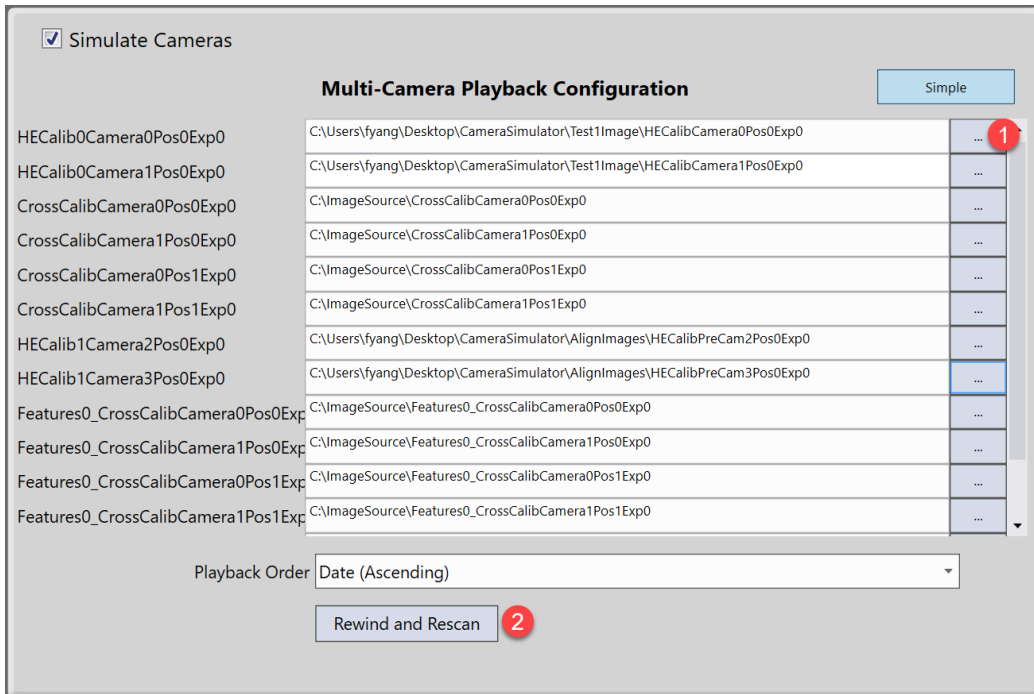 Simulate Cameras
Multi-Camera Playback Configuration
Simple
HECalib0Camera0Pos0Exp0 C:\Users\fyang\Desktop\CameraSimulator\Test1Image\HECalibCamera0Pos0Exp0 ... 1
HECalib0Camera1Pos0Exp0 C:\Users\fyang\Desktop\CameraSimulator\Test1Image\HECalibCamera1Pos0Exp0 ...
CrossCalibCamera0Pos0Exp0 C:\ImageSource\CrossCalibCamera0Pos0Exp0 ...
CrossCalibCamera1Pos0Exp0 C:\ImageSource\CrossCalibCamera1Pos0Exp0 ...
CrossCalibCamera0Pos1Exp0 C:\ImageSource\CrossCalibCamera0Pos1Exp0 ...
CrossCalibCamera1Pos1Exp0 C:\ImageSource\CrossCalibCamera1Pos1Exp0 ...
HECalib1Camera2Pos0Exp0 C:\Users\fyang\Desktop\CameraSimulator\AlignImages\HECalibPreCam2Pos0Exp0 ...
HECalib1Camera3Pos0Exp0 C:\Users\fyang\Desktop\CameraSimulator\AlignImages\HECalibPreCam3Pos0Exp0 ...
Features0_CrossCalibCamera0Pos0Exp C:\ImageSource\Features0_CrossCalibCamera0Pos0Exp0 ...
Features0_CrossCalibCamera1Pos0Exp C:\ImageSource\Features0_CrossCalibCamera1Pos0Exp0 ...
Features0_CrossCalibCamera0Pos1Exp C:\ImageSource\Features0_CrossCalibCamera0Pos1Exp0 ...
Features0_CrossCalibCamera1Pos1Exp C:\ImageSource\Features0_CrossCalibCamera1Pos1Exp0 ...
Playback Order Date (Ascending)
Rewind and Rescan 2